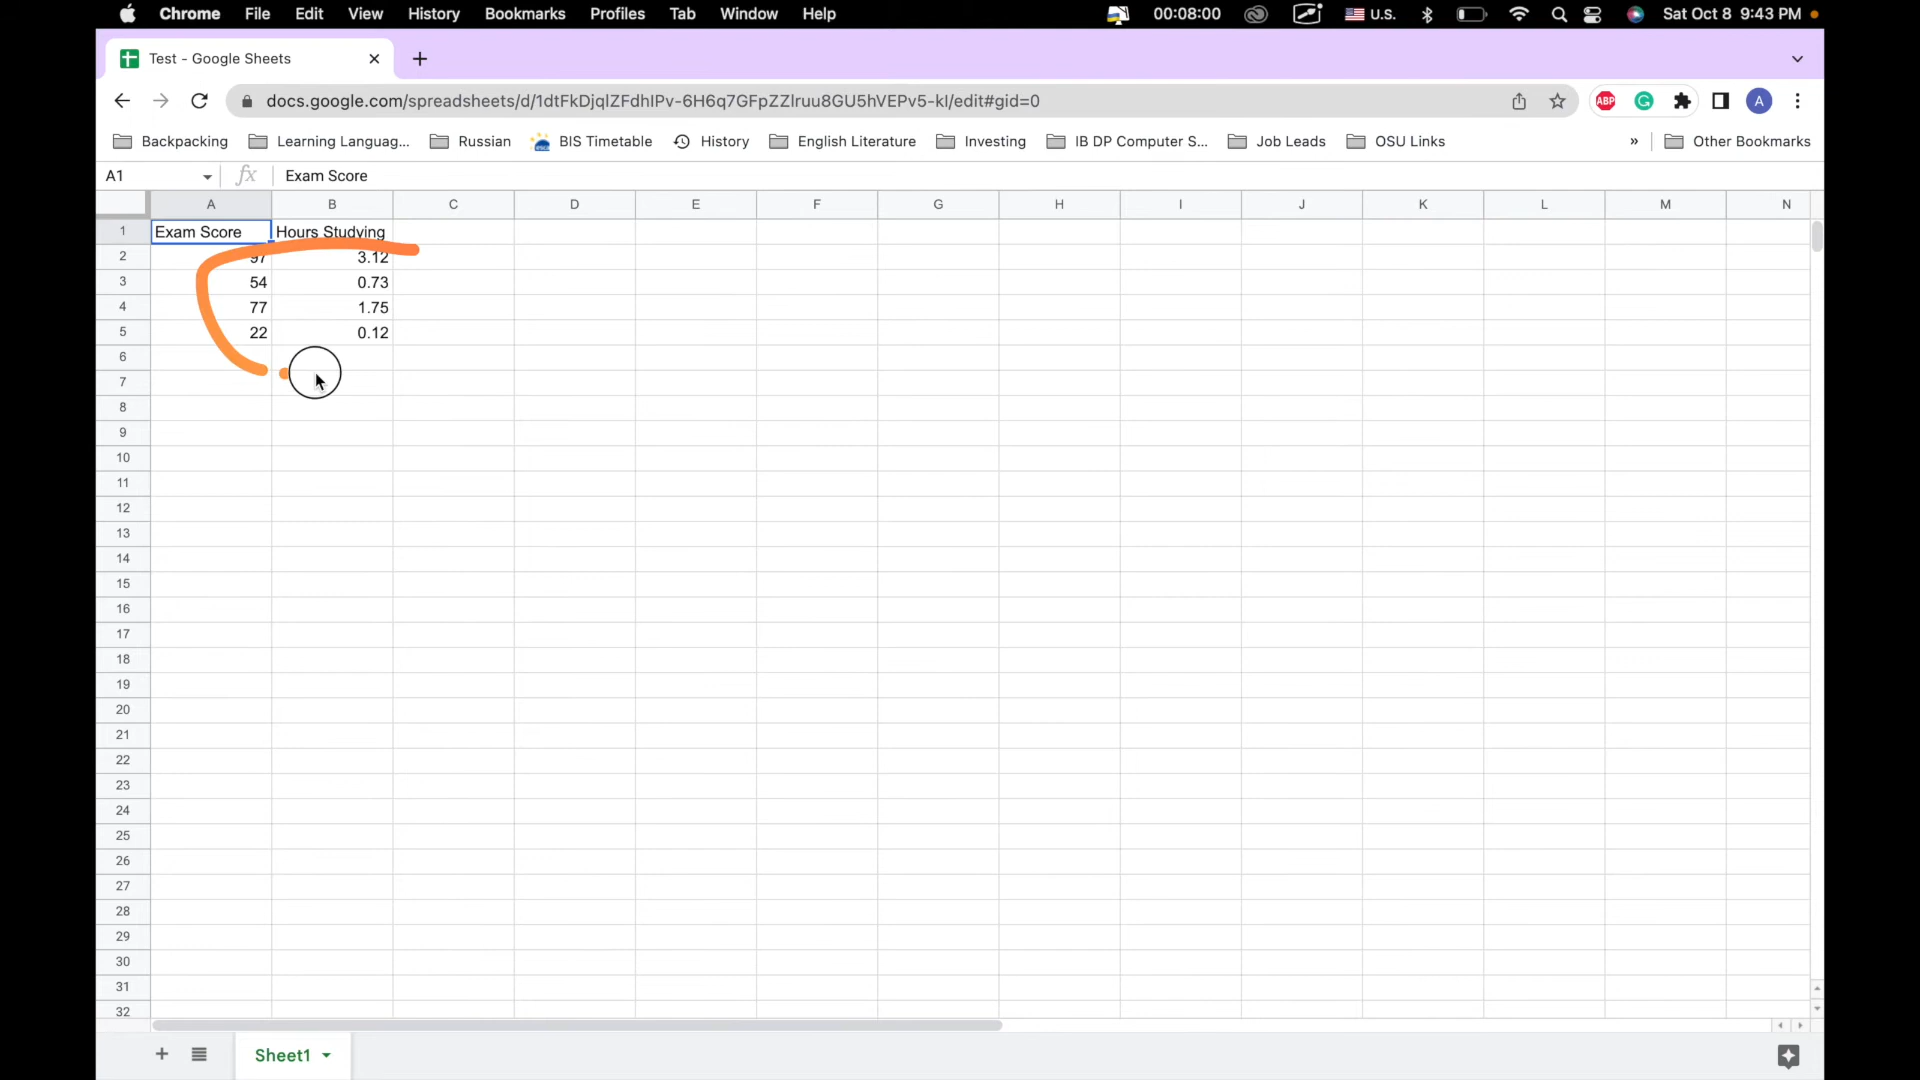 Chrome File Edit View History Bookmarks Profiles Tab Window Help 00:08:00 U.S. Sat Oct 8 9:43 PM
Test - Google Sheets
docs.google.com/spreadsheets/d/1dtFkDjqlZFdhIPv-6H6q7GFpZZlruu8GU5hVEPv5-kI/edit#gid=0 ABP A
Backpacking Learning Languag... Russian BIS Timetable History English Literature Investing IB DP Computer S... Job Leads OSU Links » Other Bookmarks
A1 fx Exam Score
A B C D E F G H I J K L M N
1 Exam Score Hours Studying
2 97 3.12
3 54 0.73
4 77 1.75
5 22 0.12
6
7
8
9
10
11
12
13
14
15
16
17
18
19
20
21
22
23
24
25
26
27
28
29
30
31
32
Sheet1